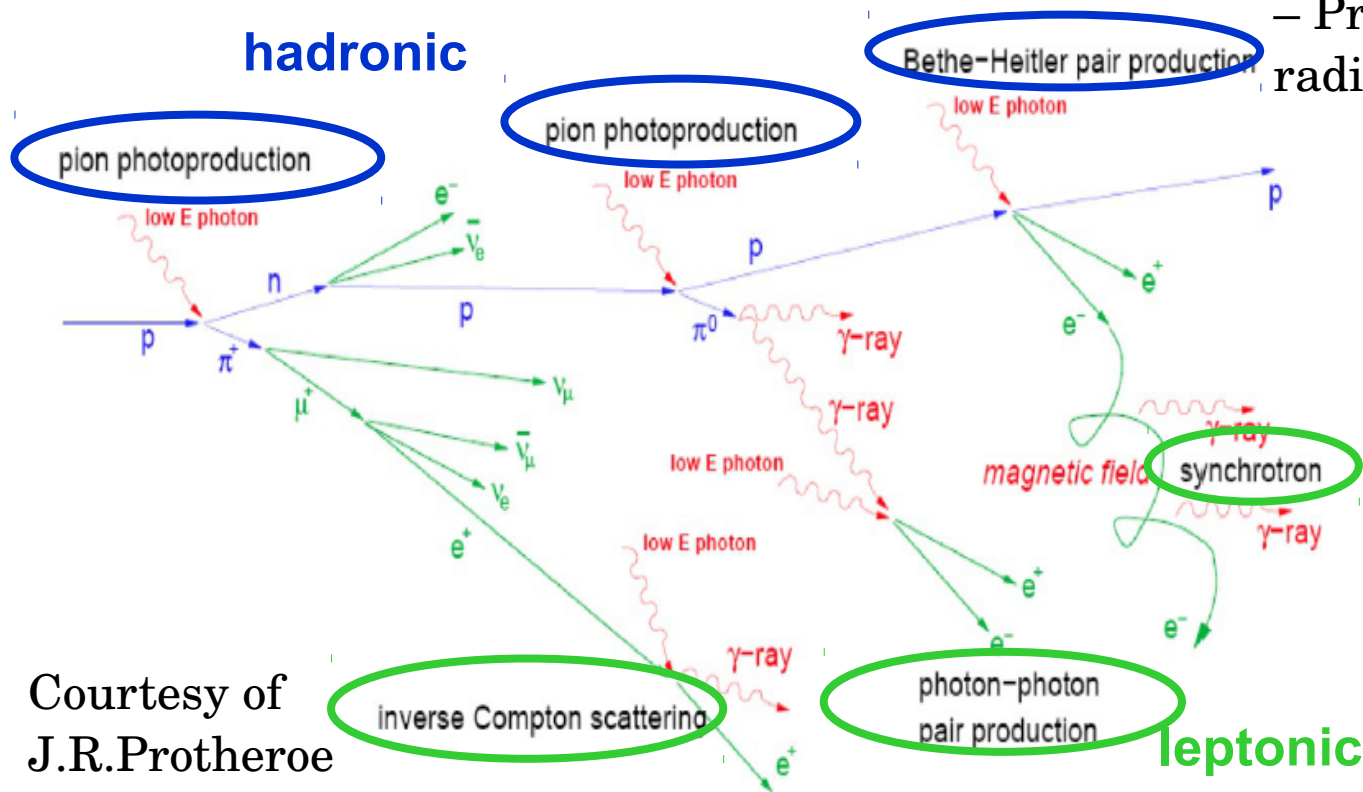 – Pr
hadronic
Bethe−Heitler pair production
radi
low E photon
pion photoproduction
pion photoproduction
low E photon
low E photon
e⁻
ν̄e
p
p
n
p
e⁺
p
π⁺
π⁰
γ−ray
e⁻
νμ
μ⁺
γ−ray
γ−ray
ν̄μ
low E photon
magnetic field
synchrotron
νe
γ−ray
e⁺
low E photon
e⁺
e⁻
e⁻
γ−ray
Courtesy of
J.R.Protheroe
inverse Compton scattering
photon−photon
pair production
leptonic
e⁺